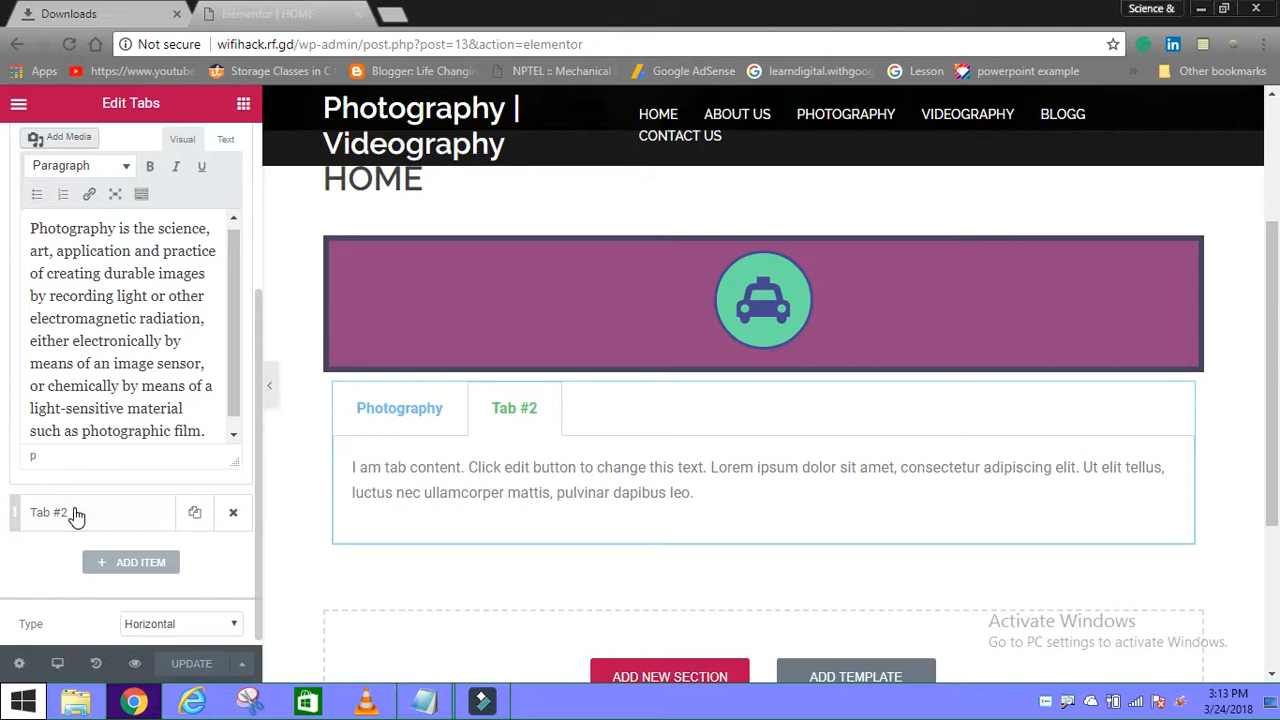 Downloads
Elementor | HOME
Science &
Not secure
wifihack.rf.gd/wp-admin/post.php?post=13&action=elementor
Apps
https://www.youtube
Storage Classes in C
Blogger: Life Changi
NPTEL :: Mechanical
Google AdSense
learndigital.withgoo
Lesson
powerpoint example
Other bookmarks
Edit Tabs
Add Media
Visual
Text
Paragraph
B
I
U
Photography is the science,
art, application and practice
of creating durable images
by recording light or other
electromagnetic radiation,
either electronically by
means of an image sensor,
or chemically by means of a
light-sensitive material
such as photographic film.
p
Tab #2
ADD ITEM
Type
Horizontal
UPDATE
Photography |
Videography
HOME
ABOUT US
PHOTOGRAPHY
VIDEOGRAPHY
BLOGG
CONTACT US
HOME
Photography
Tab #2
I am tab content. Click edit button to change this text. Lorem ipsum dolor sit amet, consectetur adipiscing elit. Ut elit tellus,
luctus nec ullamcorper mattis, pulvinar dapibus leo.
ADD NEW SECTION
ADD TEMPLATE
Activate Windows
Go to PC settings to activate Windows.
3:13 PM
3/24/2018